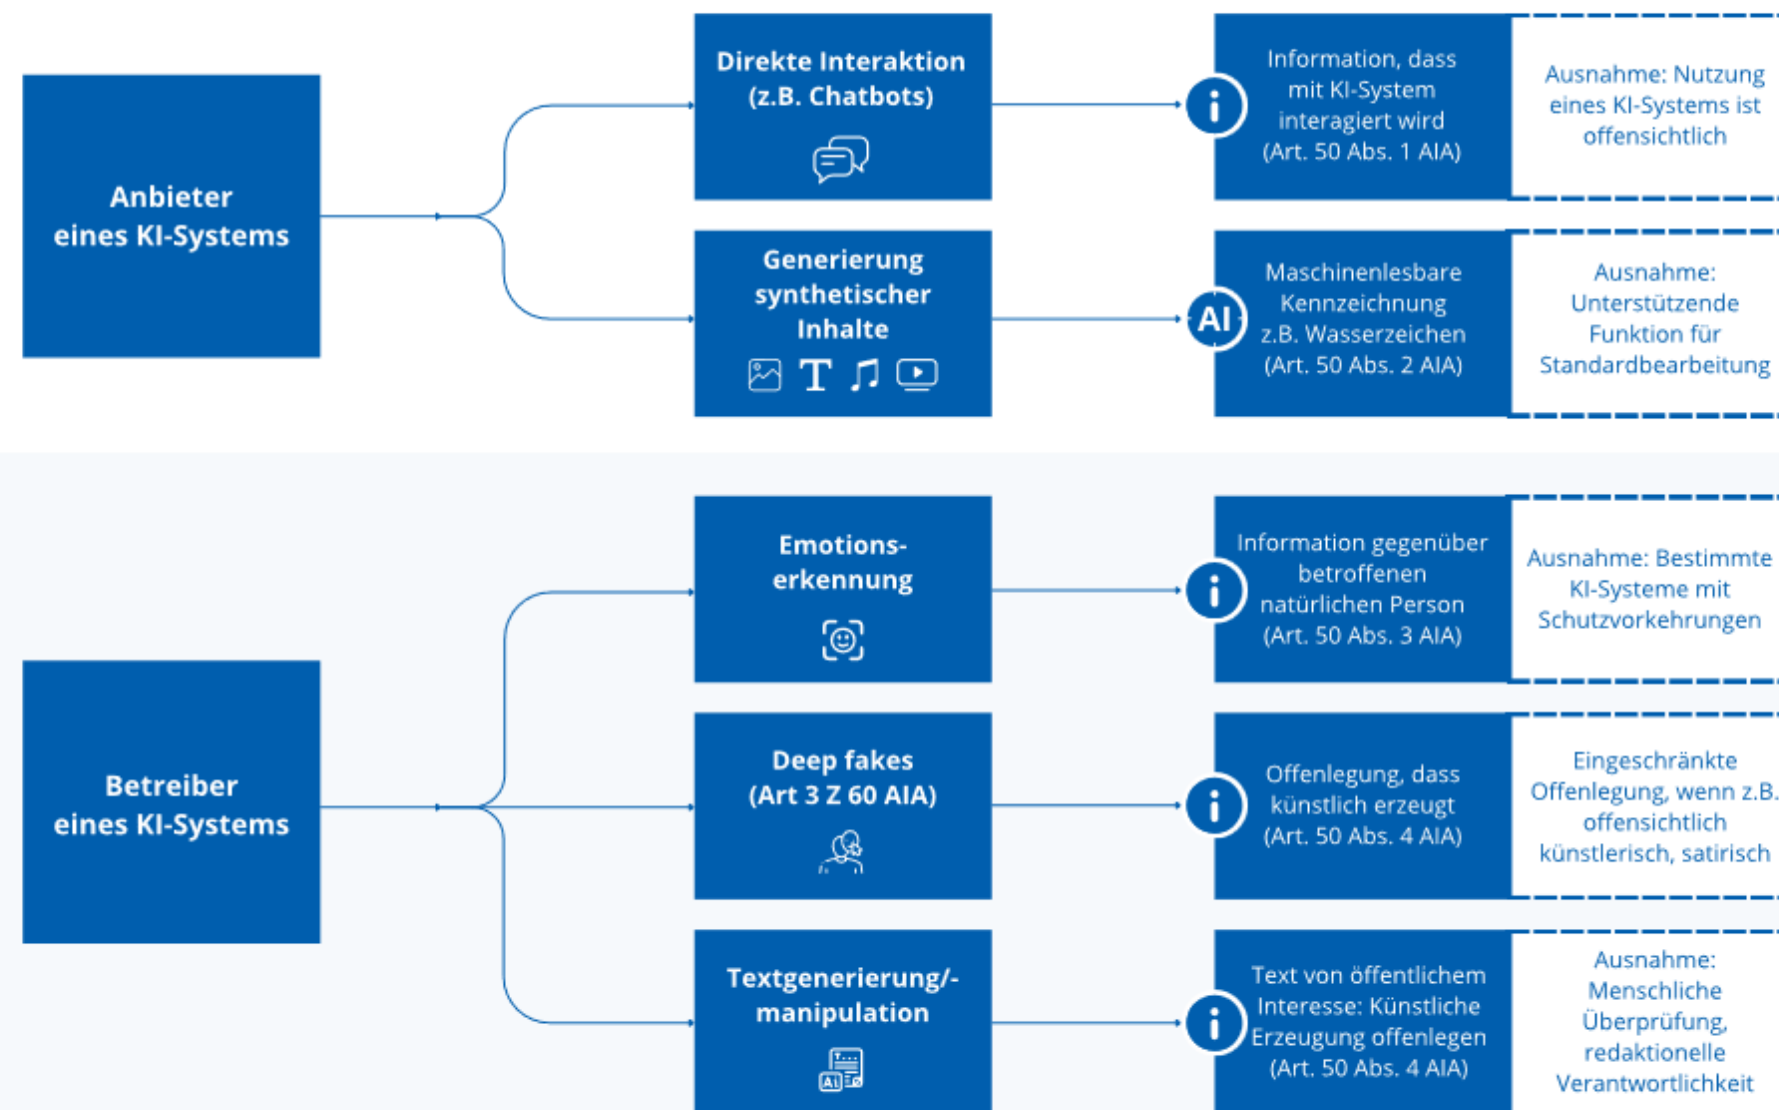 Anbieter
eines KI-Systems
Direkte Interaktion
(z.B. Chatbots)
Information, dass
mit KI-System
interagiert wird
(Art. 50 Abs. 1 AIA)
Ausnahme: Nutzung
eines KI-Systems ist
offensichtlich
Generierung
synthetischer
Inhalte
T
AI
Maschinenlesbare
Kennzeichnung
z.B. Wasserzeichen
(Art. 50 Abs. 2 AIA)
Ausnahme:
Unterstützende
Funktion für
Standardbearbeitung
Betreiber
eines KI-Systems
Emotions-
erkennung
Information gegenüber
betroffenen
natürlichen Person
(Art. 50 Abs. 3 AIA)
Ausnahme: Bestimmte
KI-Systeme mit
Schutzvorkehrungen
Deep fakes
(Art 3 Z 60 AIA)
Offenlegung, dass
künstlich erzeugt
(Art. 50 Abs. 4 AIA)
Eingeschränkte
Offenlegung, wenn z.B.
offensichtlich
künstlerisch, satirisch
Textgenerierung/-
manipulation
T...
AI
Text von öffentlichem
Interesse: Künstliche
Erzeugung offenlegen
(Art. 50 Abs. 4 AIA)
Ausnahme:
Menschliche
Überprüfung,
redaktionelle
Verantwortlichkeit